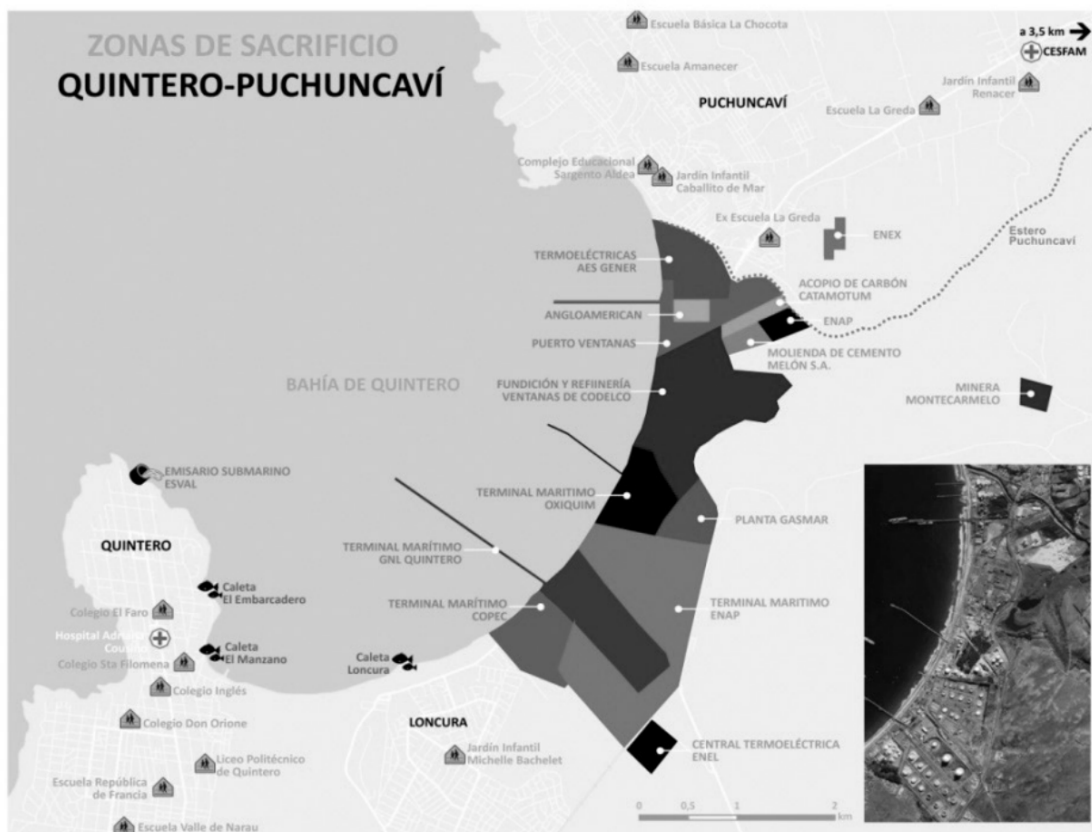 ZONAS DE SACRIFICIO
QUINTERO-PUCHUNCAVÍ
Escuela Básica La Chocota
Escuela Amanecer
a 3,5 km
CESFAM
Jardín Infantil
Renacer
PUCHUNCAVÍ
Escuela La Greda
Complejo Educacional
Sargento Aldea
Jardín Infantil
Caballito de Mar
Ex Escuela La Greda
ENEX
Estero
Puchuncaví
TERMOELÉCTRICAS
AES GENER
ACOPIO DE CARBÓN
CATAMOTUM
ANGLOAMERICAN
ENAP
PUERTO VENTANAS
MOLIENDA DE CEMENTO
MELÓN S.A.
BAHÍA DE QUINTERO
FUNDICIÓN Y REFIINERÍA
VENTANAS DE CODELCO
MINERA
MONTECARMELO
EMISARIO SUBMARINO
ESVAL
TERMINAL MARITIMO
OXIQUIM
PLANTA GASMAR
QUINTERO
TERMINAL MARÍTIMO
GNL QUINTERO
Caleta
El Embarcadero
Colegio El Faro
TERMINAL MARÍTIMO
COPEC
TERMINAL MARITIMO
ENAP
Hospital Adriana
Cousiño
Caleta
El Manzano
Colegio Sta Filomena
Caleta
Loncura
Colegio Inglés
Colegio Don Orione
LONCURA
Liceo Politécnico
de Quintero
Jardín Infantil
Michelle Bachelet
CENTRAL TERMOELÉCTRICA
ENEL
Escuela República
de Francia
Escuela Valle de Narau
0 0,5 1 2
km